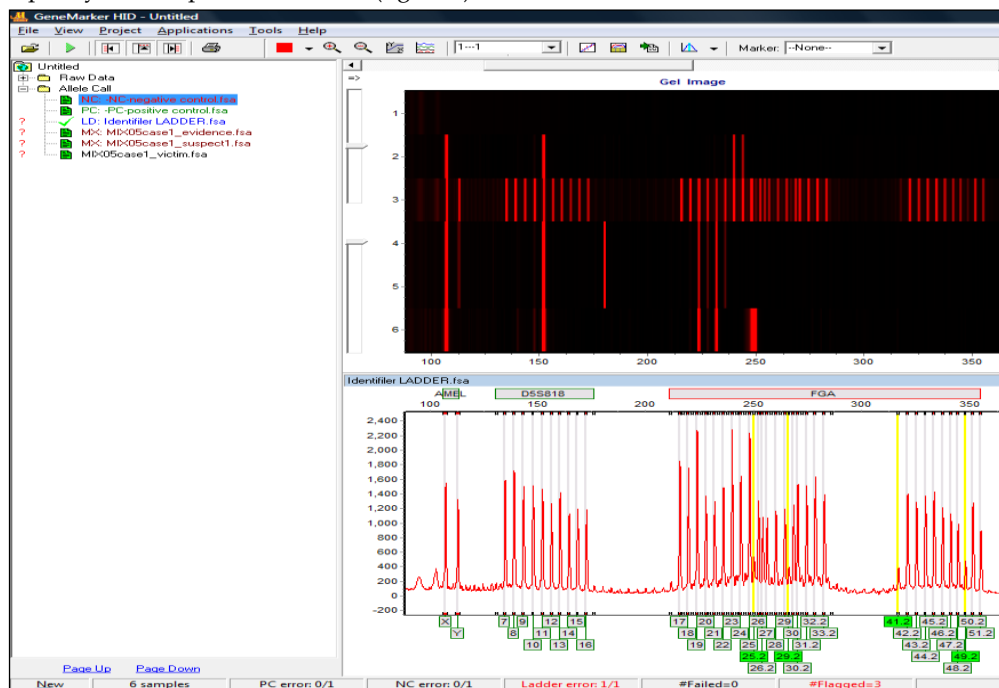 GeneMarker HID - Untitled
File View Project Applications Tools Help
1---1 Marker: --None--
Untitled
Raw Data
Allele Call
NC: -NC-negative control.fsa
PC: -PC-positive control.fsa
? LD: Identifiler LADDER.fsa
? MX: MIX05case1_evidence.fsa
? MX: MIX05case1_suspect1.fsa
? MIX05case1_victim.fsa
Page Up Page Down
=> Gel Image
1
2
3
4
5
6
100 150 200 250 300 350
Identifiler LADDER.fsa
AMEL D5S818 FGA
100 150 200 250 300 350
2,400
2,200
2,000
1,800
1,600
1,400
1,200
1,000
800
600
400
200
0
-200
X 7 9 12 15 17 20 23 26 29 32.2 41.2 45.2 50.2
Y 8 11 14 18 21 24 27 30 33.2 42.2 46.2 51.2
10 13 16 19 22 25 28 31.2 43.2 47.2
25.2 29.2 44.2 49.2
26.2 30.2 48.2
New 6 samples PC error: 0/1 NC error: 0/1 Ladder error: 1/1 #Failed=0 #Flagged=3